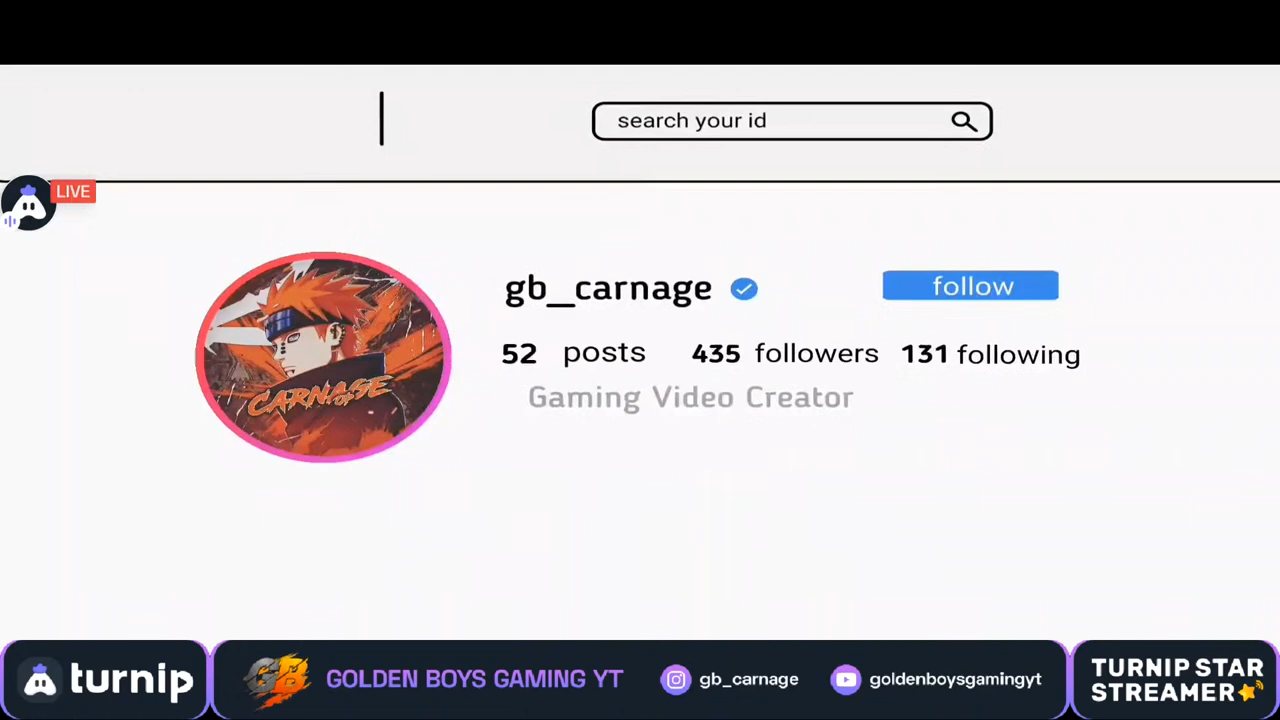 search your id
LIVE
gb_carnage
follow
52 posts 435 followers 131 following
Gaming Video Creator
CARNAGE
turnip
GB
GOLDEN BOYS GAMING YT
gb_carnage
goldenboysgamingyt
TURNIP STAR
STREAMER